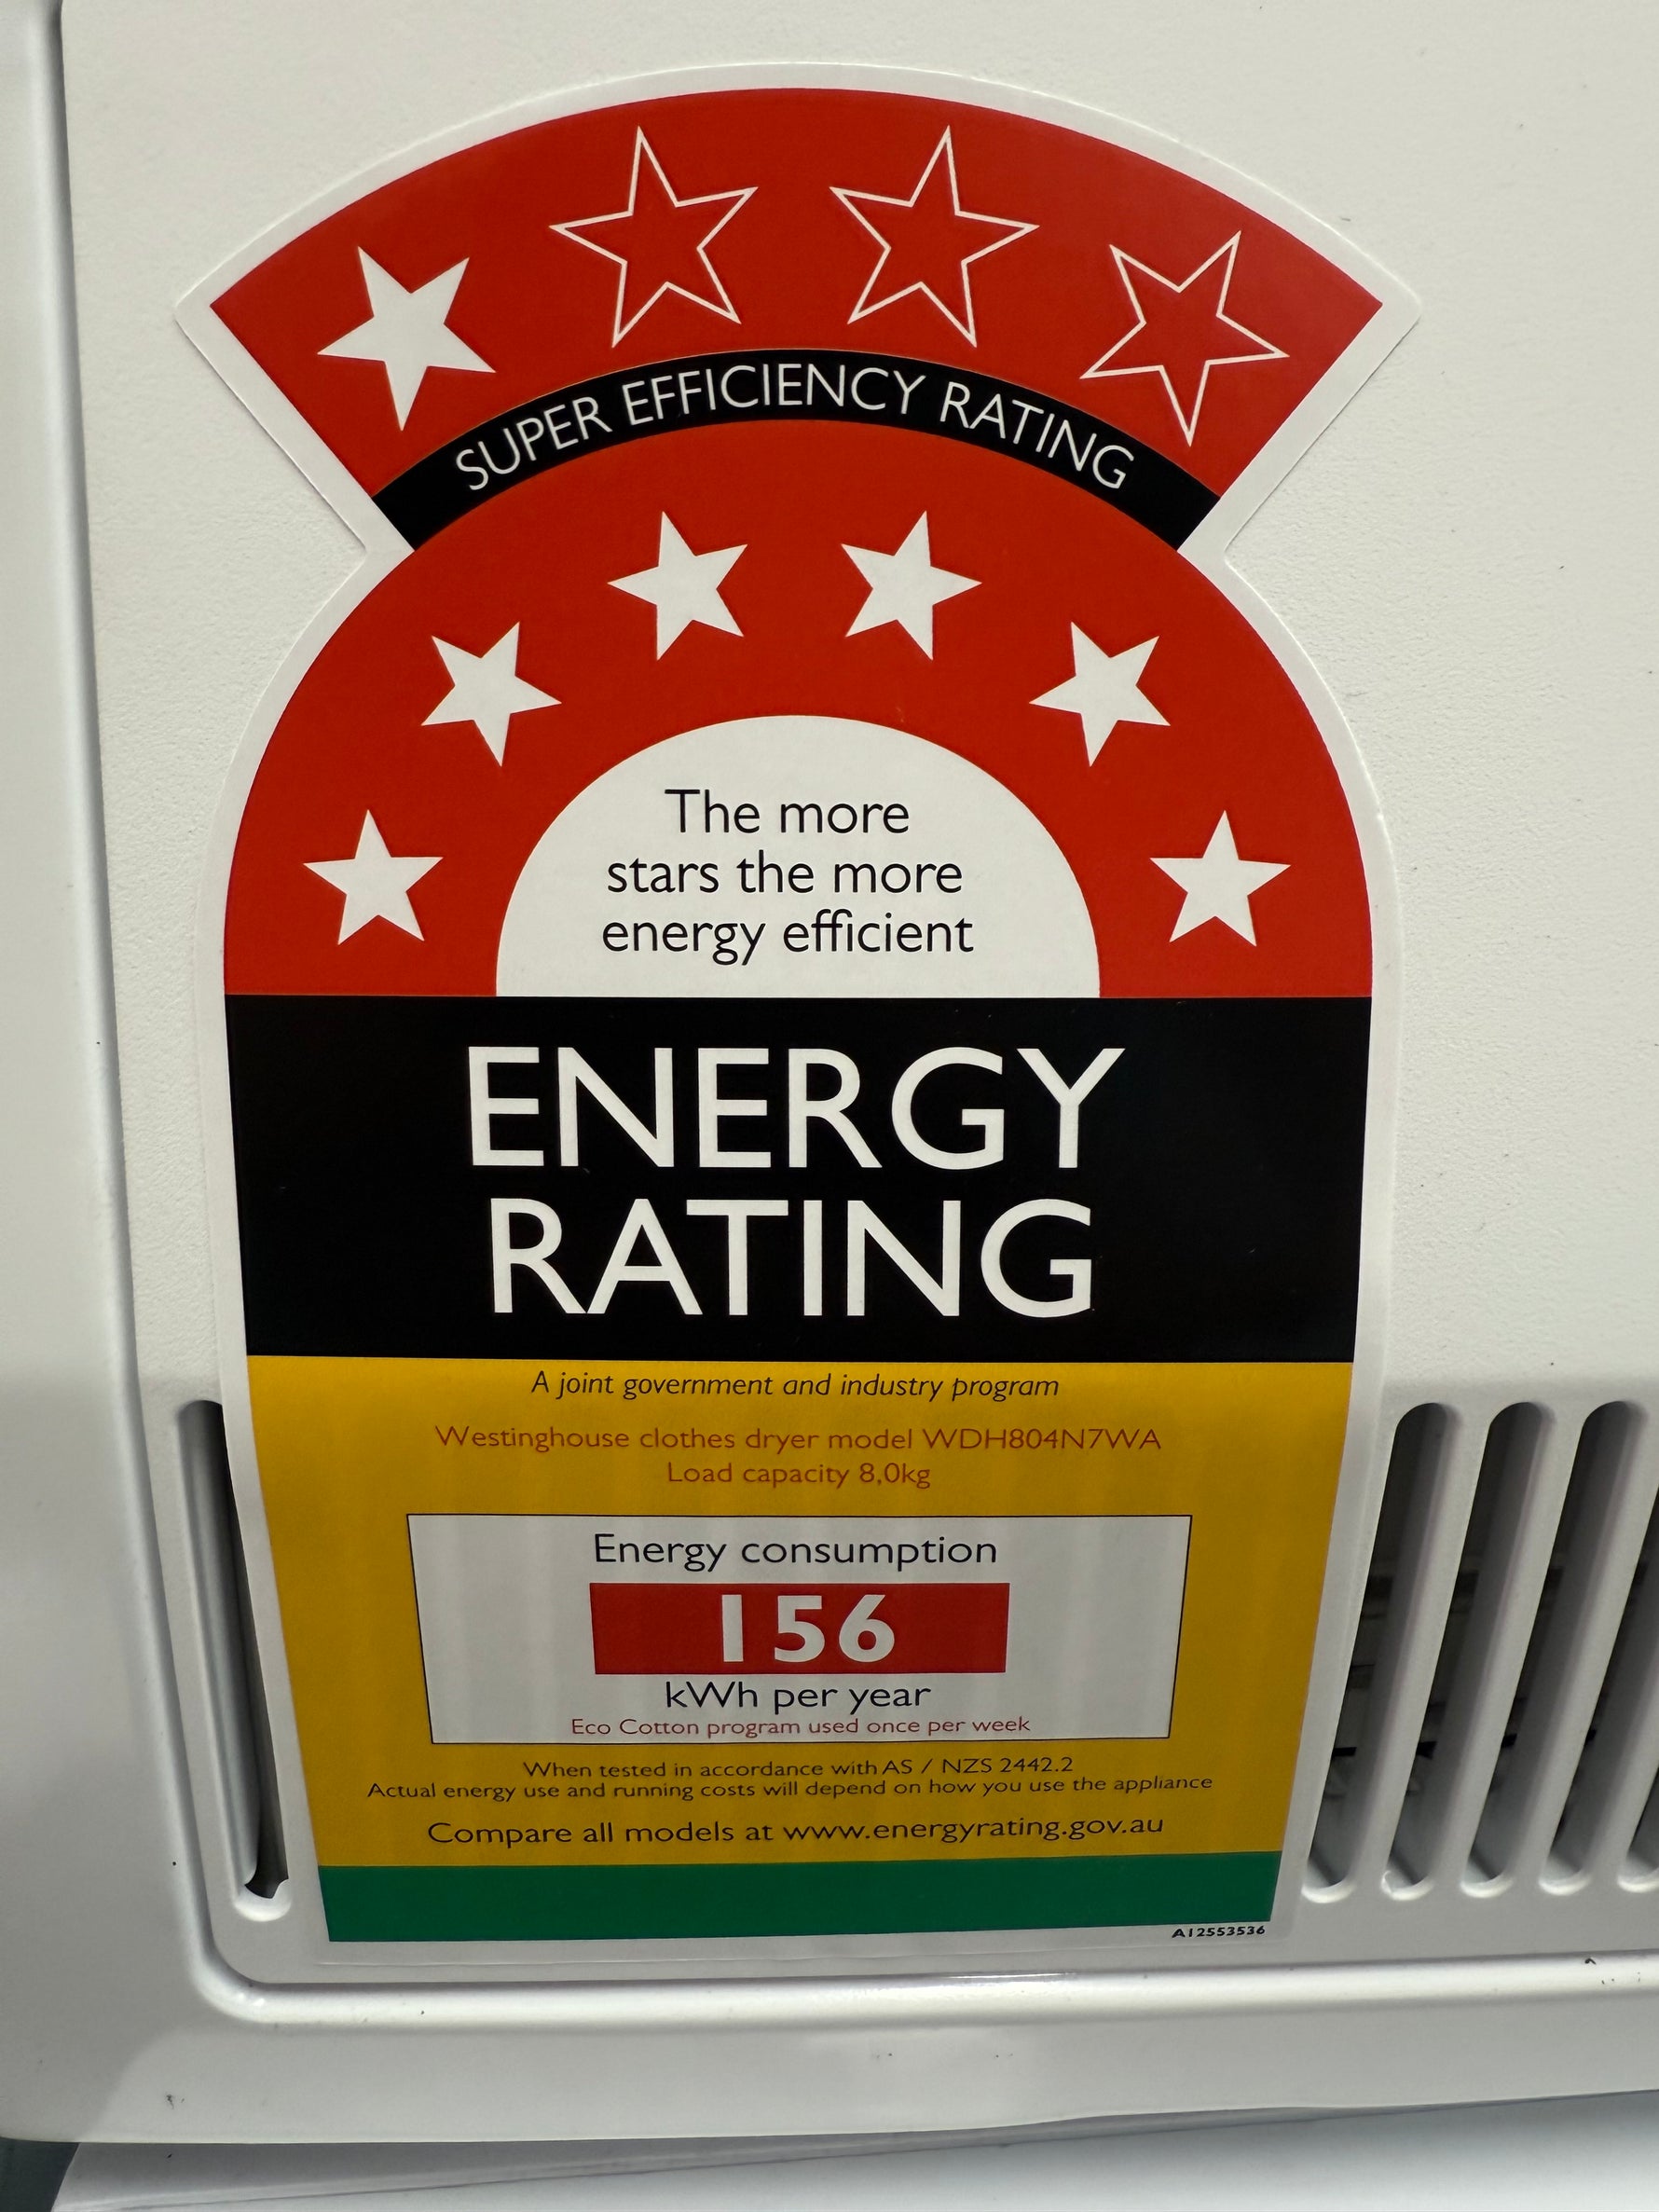 SUPER EFFICIENCY RATING
The more
stars the more
energy efficient
ENERGY
RATING
A joint government and industry program
Westinghouse clothes dryer model WDH804N7WA
Load capacity 8,0kg
Energy consumption
156
kWh per year
Eco Cotton program used once per week
When tested in accordance with AS / NZS 2442.2
Actual energy use and running costs will depend on how you use the appliance
Compare all models at www.energyrating.gov.au
A12553536